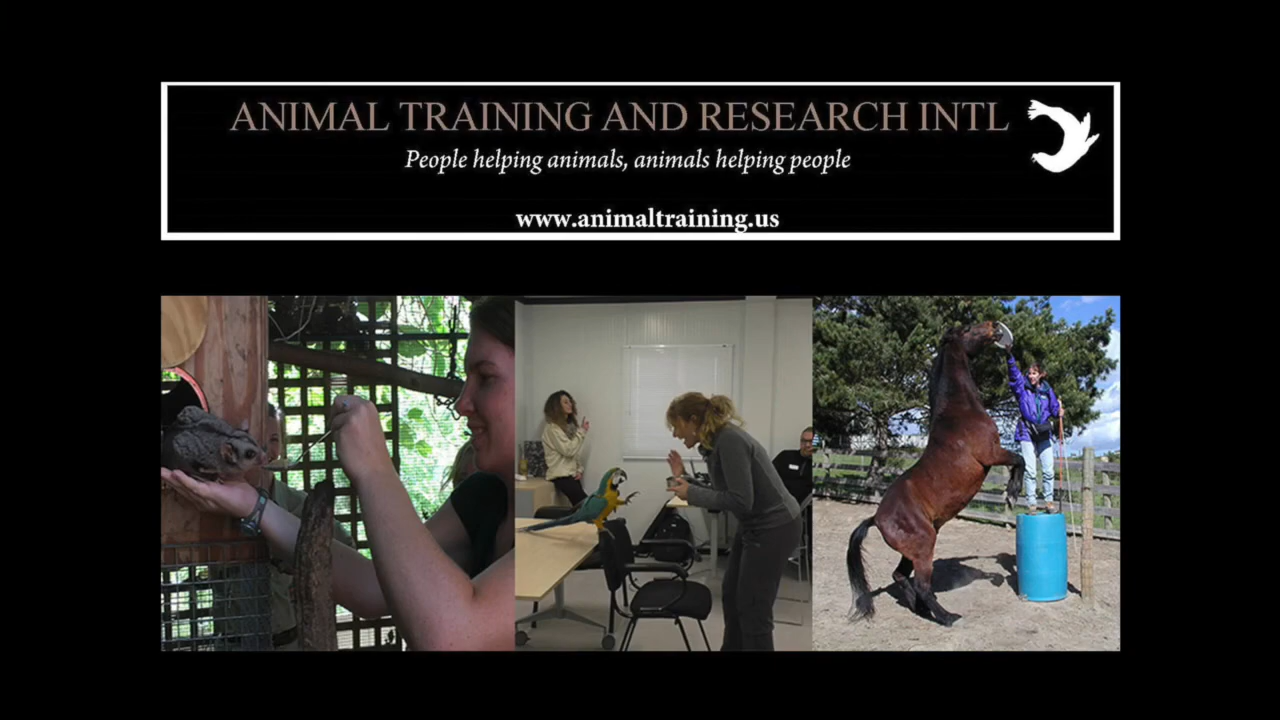 ANIMAL TRAINING AND RESEARCH INTL
People helping animals, animals helping people
www.animaltraining.us